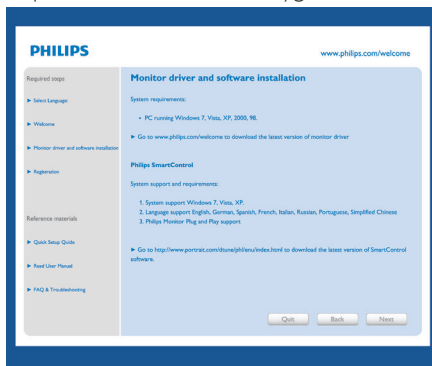 PHILIPS
www.philips.com/welcome
Required steps
► Select Language
► Welcome
► Monitor driver and software installation
► Registration
Reference materials
► Quick Setup Guide
► Read User Manual
► FAQ & Troubleshooting
Monitor driver and software installation
System requirements:
• PC running Windows 7, Vista, XP, 2000, 98.
► Go to www.philips.com/welcome to download the latest version of monitor driver
Philips SmartControl
System support and requirements:
1. System support Windows 7, Vista, XP.
2. Language support English, German, Spanish, French, Italian, Russian, Portuguese, Simplified Chinese
3. Philips Monitor Plug and Play support
► Go to http://www.portrait.com/dtune/phl/enu/index.html to download the latest version of SmartControl
software.
Quit
Back
Next